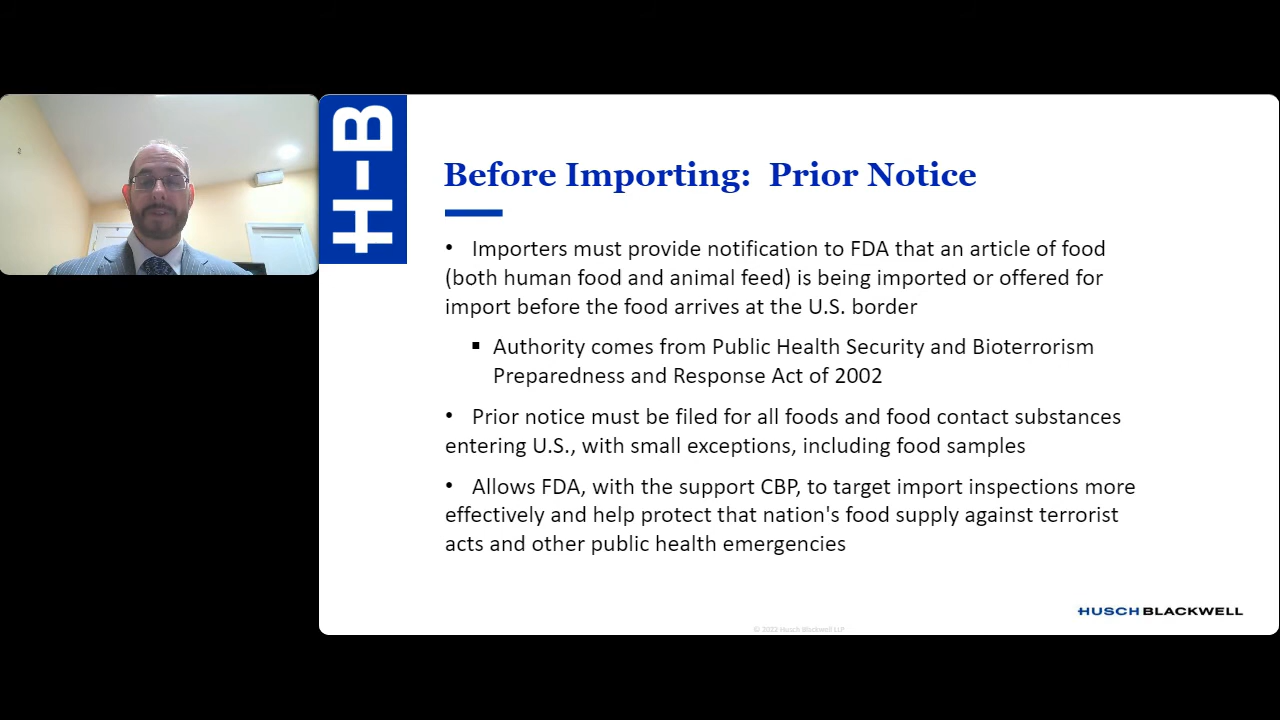 H-B
Before Importing:  Prior Notice
• Importers must provide notification to FDA that an article of food
(both human food and animal feed) is being imported or offered for
import before the food arrives at the U.S. border
▪ Authority comes from Public Health Security and Bioterrorism
Preparedness and Response Act of 2002
• Prior notice must be filed for all foods and food contact substances
entering U.S., with small exceptions, including food samples
• Allows FDA, with the support CBP, to target import inspections more
effectively and help protect that nation's food supply against terrorist
acts and other public health emergencies
HUSCH BLACKWELL
© 2022 Husch Blackwell LLP